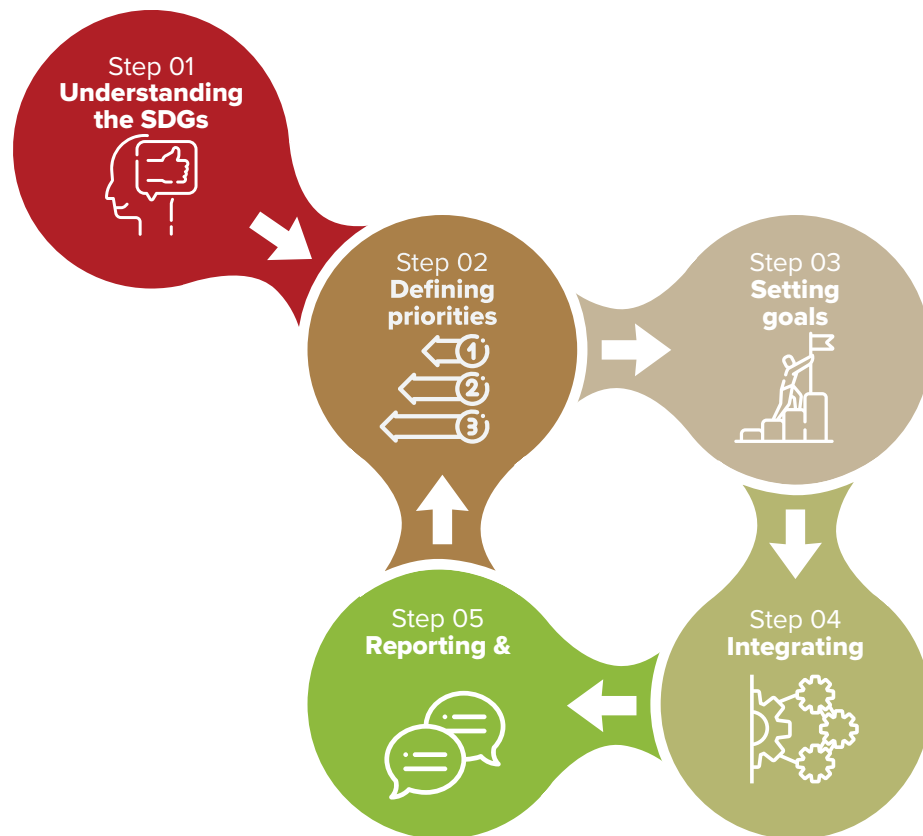 Step 01
Understanding
the SDGs
Step 02
Defining
priorities
1
2
3
Step 03
Setting
goals
Step 04
Integrating
Step 05
Reporting &